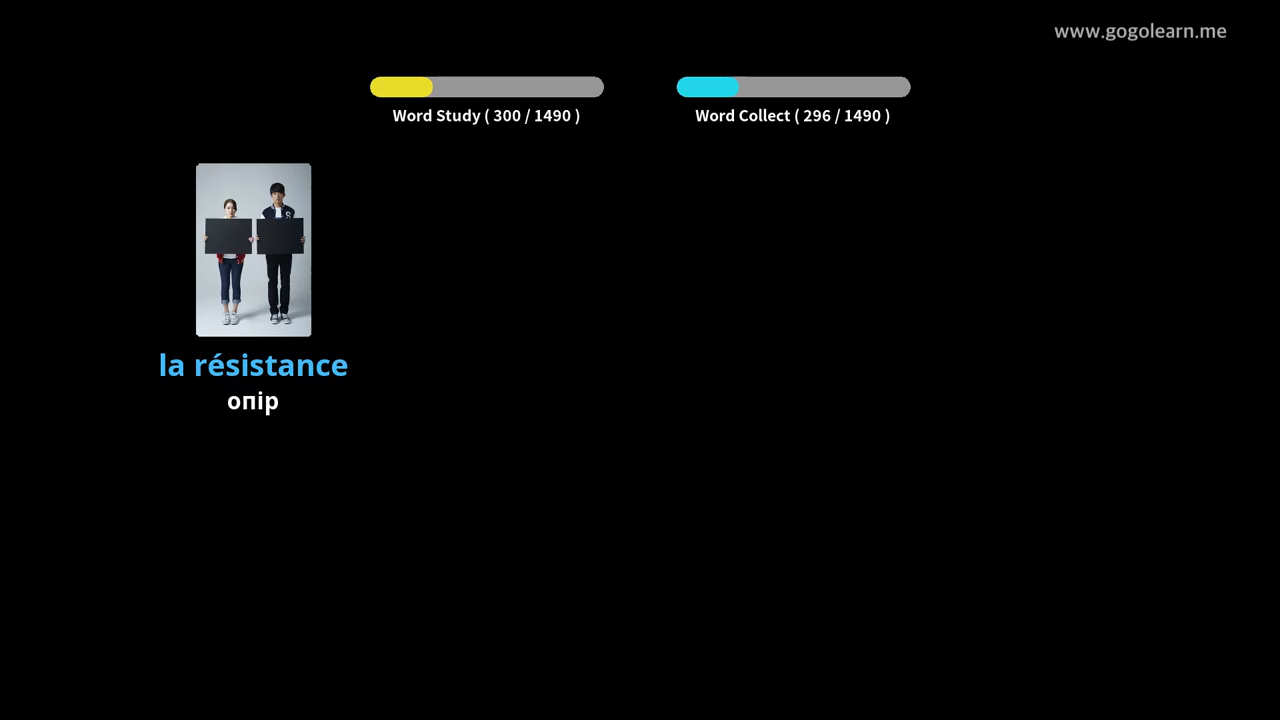 www.gogolearn.me
Word Study ( 300 / 1490 )
Word Collect ( 296 / 1490 )
la résistance
опір